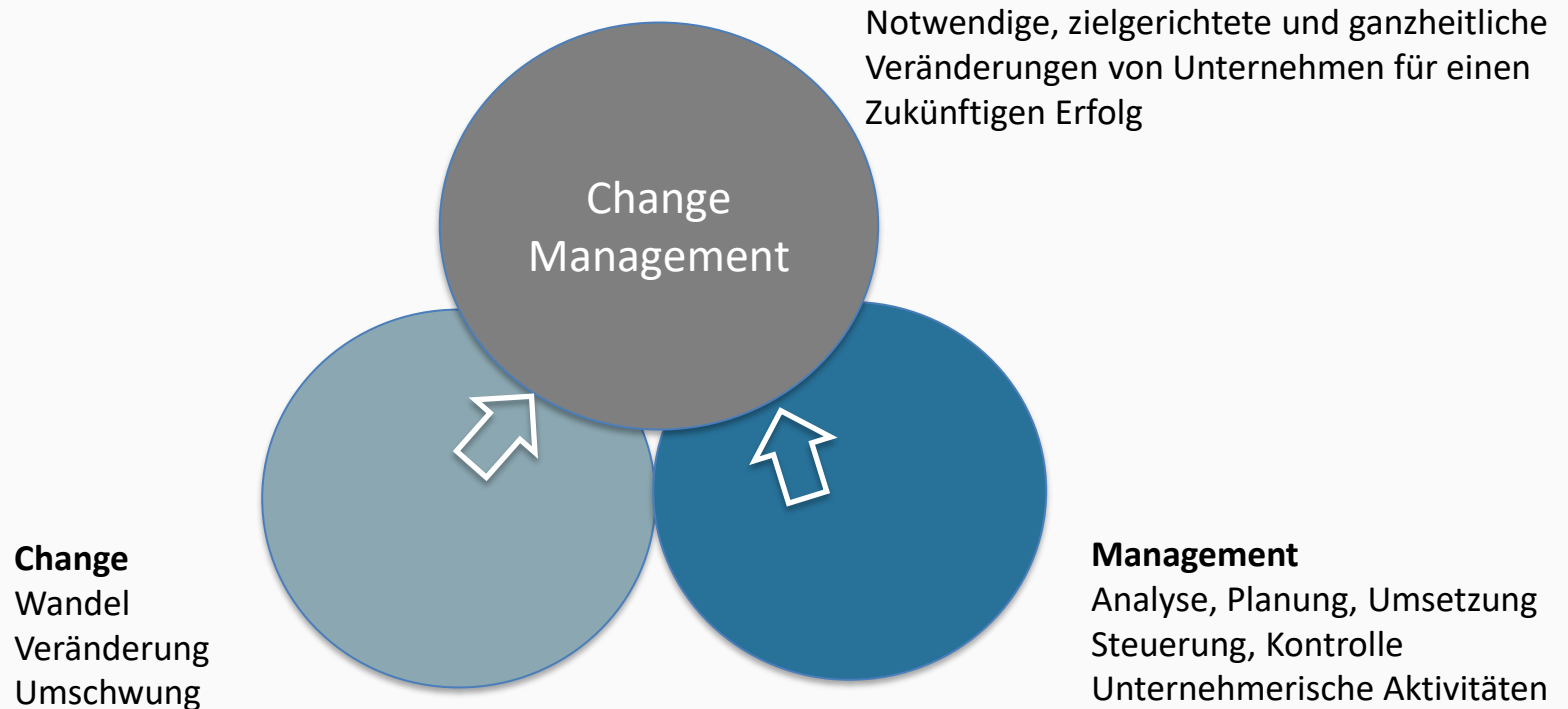 Notwendige, zielgerichtete und ganzheitliche
Veränderungen von Unternehmen für einen
Zukünftigen Erfolg
Change
Management
Change
Wandel
Veränderung
Umschwung
Management
Analyse, Planung, Umsetzung
Steuerung, Kontrolle
Unternehmerische Aktivitäten